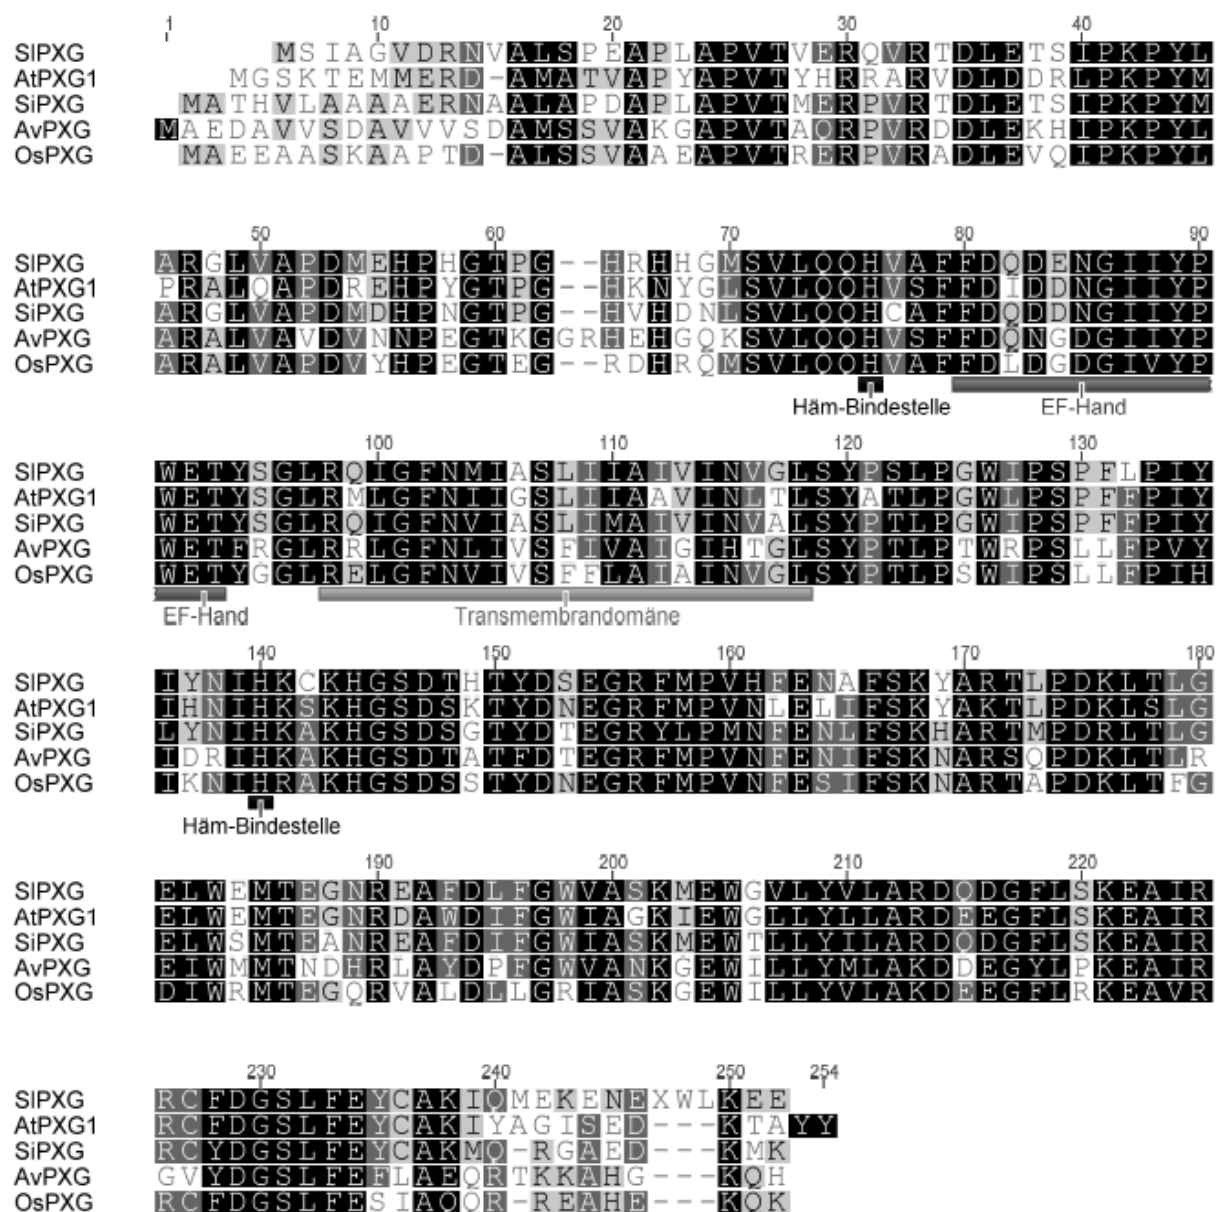 1 10 20 30 40
SlPXG MSIAGVDRNVALSPEAPLAPVTVERQVRTDLETSIPKPYL
AtPXG1 MGSKTEMMERD-AMATVAPYAPVTYHRRARVDLDDRLPKPYM
SiPXG MATHVLAAAAERNAALAPDAPLAPVTMERPVRTDLETSIPKPYM
AvPXG MAEDAVVSDAVVVSDAMSSVAKGAPVTAQRPVRDDLEKHIPKPYL
OsPXG MAEEAASKAAPTD-ALSSVAAEAPVTRERPVRADLEVQIPKPYL
50 60 70 80 90
SlPXG ARGLVAPDMEHPHGTPG--HRHHGMSVLQQHVAFFDQDENGIIYP
AtPXG1 PRALQAPDREHPYGTPG--HKNYGLSVLQQHVSFFDIDDNGIIYP
SiPXG ARGLVAPDMDHPNGTPG--HVHDNLSVLQQHCAFFDQDDNGIIYP
AvPXG ARALVAVDVNNPEGTKGGRHEHGQKSVLQQHVSFFDQNGDGIIYP
OsPXG ARALVAPDVYHPEGTEG--RDHRQMSVLQQHVAFFDLDGDGIVYP
Häm-Bindestelle EF-Hand
100 110 120 130
SlPXG WETYSGLRQIGFNMIASLIIAIVINVGLSYPSLPGWIPSPFLPIY
AtPXG1 WETYSGLRMLGFNIIGSLIIAAVINLTLSYATLPGWLPSPFFPIY
SiPXG WETYSGLRQIGFNVIASLIMAIVINVALSYPTLPGWIPSPFFPIY
AvPXG WETFRGLRRLGFNLIVSFIVAIGIHTGLSYPTLPTWRPSLLFPVY
OsPXG WETYGGLRELGFNVIVSFFLAIAINVGLSYPTLPSWIPSLLFPIH
EF-Hand Transmembrandomäne
140 150 160 170 180
SlPXG IYNIHKCKHGSDTHTYDSEGRFMPVHFENAFSKYARTLPDKLTLG
AtPXG1 IHNIHKSKHGSDSKTYDNEGRFMPVNLELIFSKYAKTLPDKLSLG
SiPXG LYNIHKAKHGSDSGTYDTEGRYLPMNFENLFSKHARTMPDRLTLG
AvPXG IDRIHKAKHGSDTATFDTEGRFMPVNFENIFSKNARSQPDKLTLR
OsPXG IKNIHRAKHGSDSSTYDNEGRFMPVNFESIFSKNARTAPDKLTFG
Häm-Bindestelle
190 200 210 220
SlPXG ELWEMTEGNREAFDLFGWVASKMEWGVLYVLARDQDGFLSKEAIR
AtPXG1 ELWEMTEGNRDAWDIFGWIAGKIEWGLLYLLARDEEGFLSKEAIR
SiPXG ELWSMTEANREAFDIFGWIASKMEWTLLYILARDQDGFLSKEAIR
AvPXG EIWMMTNDHRLAYDPFGWVANKGEWILLYMLAKDDEGYLPKEAIR
OsPXG DIWRMTEGQRVALDLLGRIASKGEWILLYVLAKDEEGFLRKEAVR
230 240 250 254
SlPXG RCFDGSLFEYCAKIQMEKENEXWLKEE
AtPXG1 RCFDGSLFEYCAKIYAGISED---KTAYY
SiPXG RCYDGSLFEYCAKMQ-RGAED---KMK
AvPXG GVYDGSLFEFLAEQRTKKAHG---KQH
OsPXG RCFDGSLFESIAQQR-REAHE---KQK